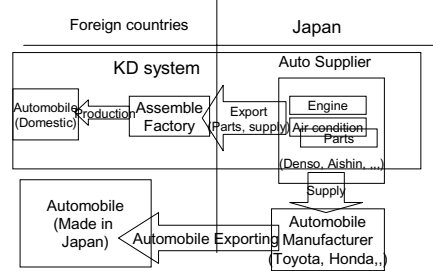 Foreign countries
Japan
KD system
Auto Supplier
Automobile
(Domestic)
Production
Assemble
Factory
Export
(Parts, supply)
Engine
Air condition
Parts
(Denso, Aishin, ,,,)
Supply
Automobile
(Made in
Japan)
Automobile Exporting
Automobile
Manufacturer
(Toyota, Honda,,)